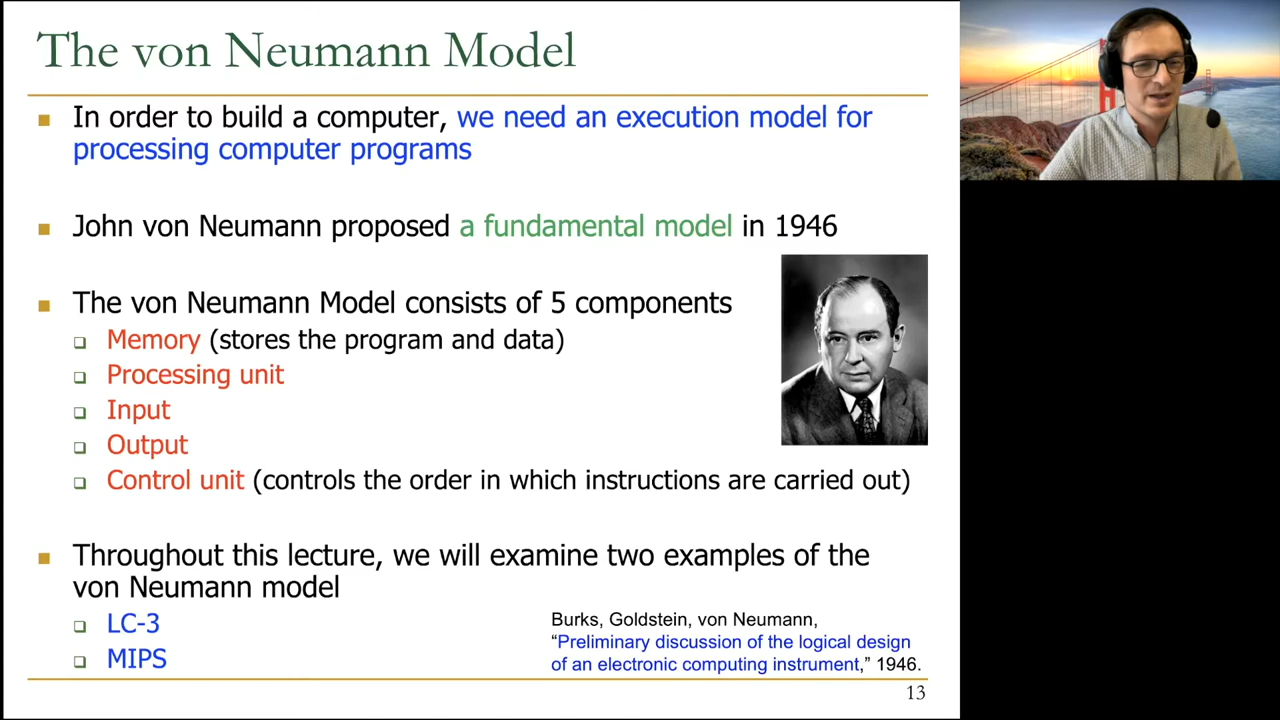 The von Neumann Model
In order to build a computer, we need an execution model for
processing computer programs
John von Neumann proposed a fundamental model in 1946
The von Neumann Model consists of 5 components
Memory (stores the program and data)
Processing unit
Input
Output
Control unit (controls the order in which instructions are carried out)
Throughout this lecture, we will examine two examples of the
von Neumann model
LC-3
MIPS
Burks, Goldstein, von Neumann,
“Preliminary discussion of the logical design
of an electronic computing instrument,” 1946.
13